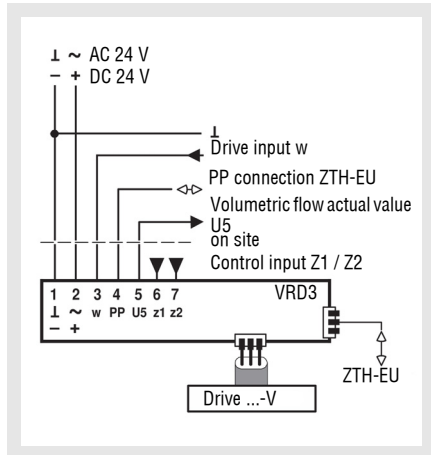 ⊥ ~ AC 24 V
− + DC 24 V
⊥
Drive input w
PP connection ZTH-EU
Volumetric flow actual value
U5
on site
Control input Z1 / Z2
1 2 3 4 5 6 7 VRD3
⊥ ~ w PP U5 z1 z2
− +
ZTH-EU
Drive ...-V